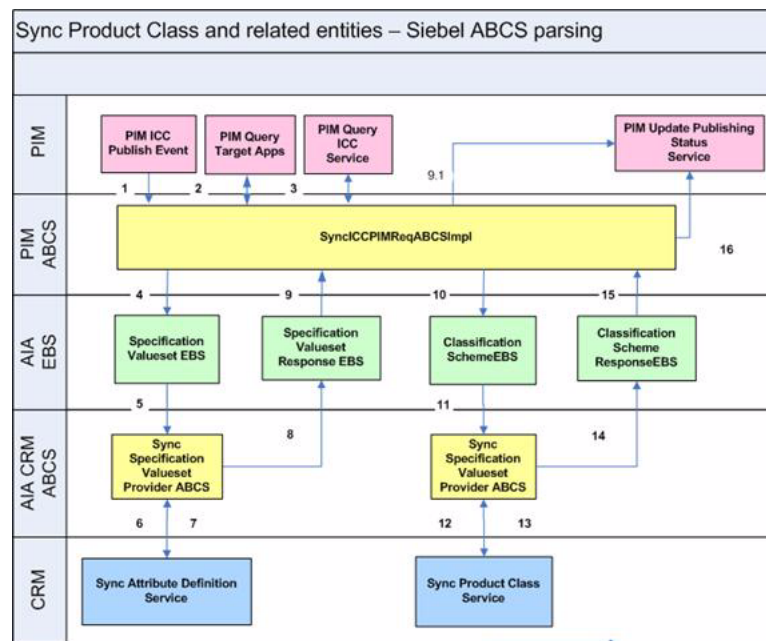 Sync Product Class and related entities – Siebel ABCS parsing
PIM
PIM ICC
Publish Event
PIM Query
Target Apps
PIM Query
ICC
Service
PIM Update Publishing
Status
Service
1
2
3
9.1
PIM
ABCS
SyncICCPIMReqABCSImpl
16
4
9
10
15
AIA
EBS
Specification
Valueset EBS
Specification
Valueset
Response EBS
Classification
SchemeEBS
Classification
Scheme
ResponseEBS
5
8
11
14
AIA CRM
ABCS
Sync
Specification
Valueset
Provider ABCS
Sync
Specification
Valueset
Provider ABCS
6
7
12
13
CRM
Sync Attribute Definition
Service
Sync Product Class
Service